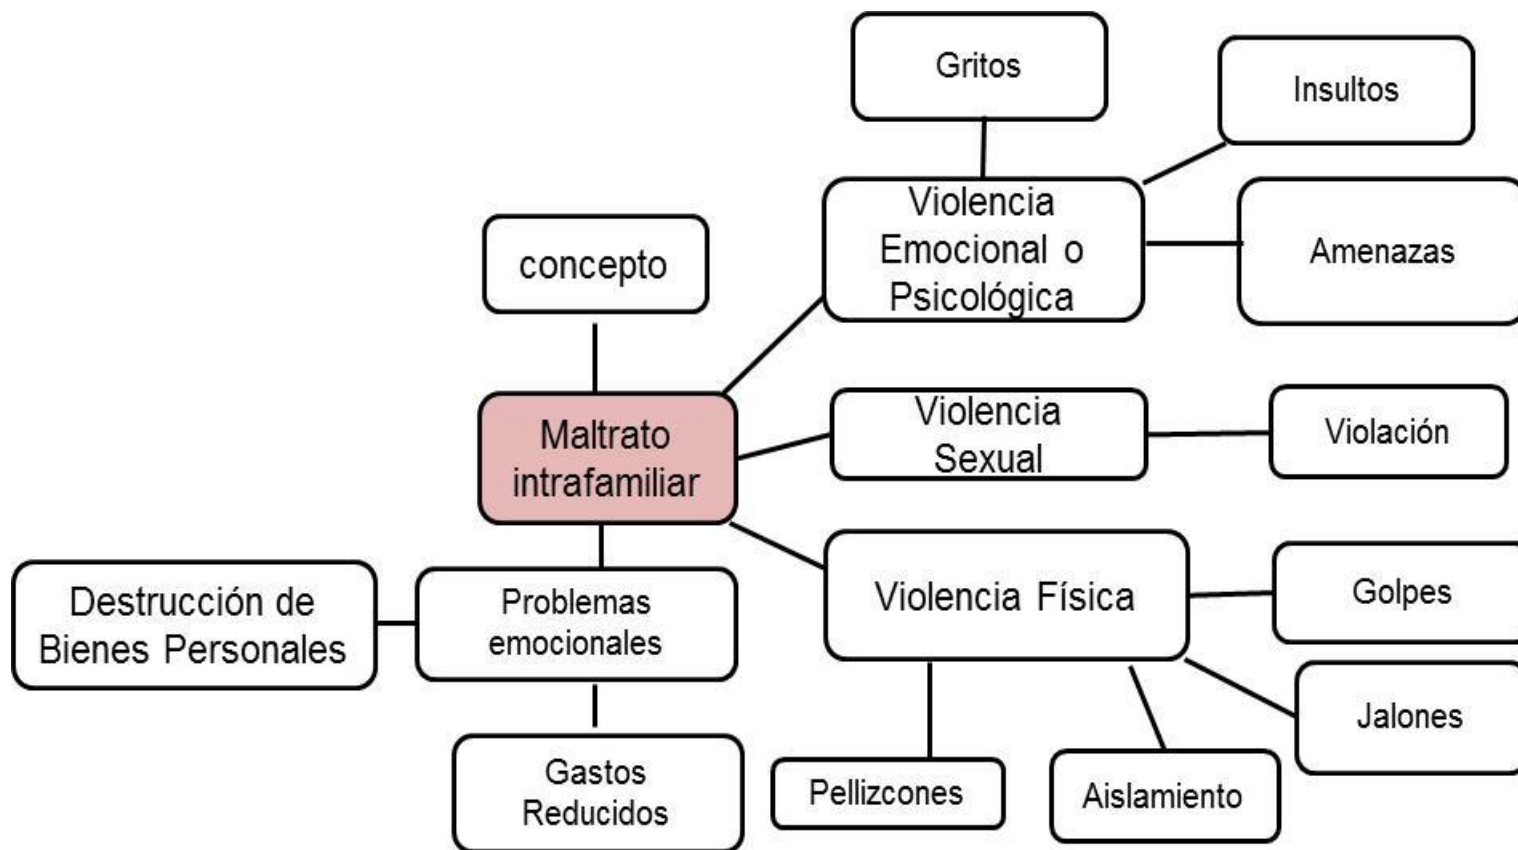 Gritos
Insultos
Violencia
Emocional o
Psicológica
Amenazas
concepto
Maltrato
intrafamiliar
Violencia
Sexual
Violación
Violencia Física
Golpes
Jalones
Pellizcones
Aislamiento
Problemas
emocionales
Destrucción de
Bienes Personales
Gastos
Reducidos